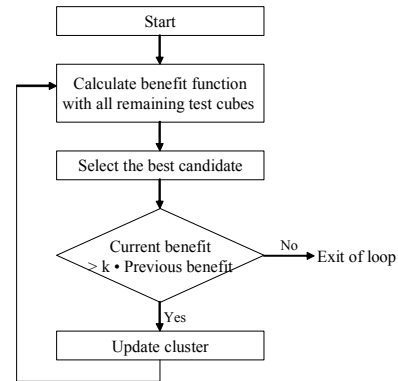 Start
Calculate benefit function
with all remaining test cubes
Select the best candidate
Current benefit
> k • Previous benefit
No
Exit of loop
Yes
Update cluster